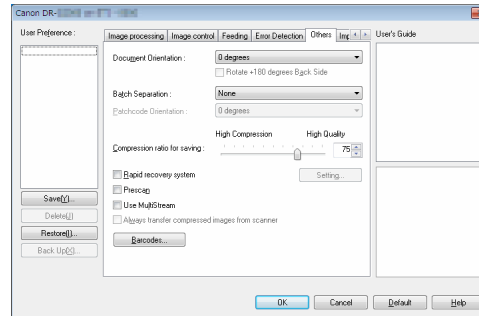 Canon DR-
User Preference :
Image processing Image control Feeding Error Detection Others
User's Guide
Document Orientation :
0 degrees
Rotate +180 degrees Back Side
Batch Separation :
None
Patchcode Orientation :
0 degrees
High Compression High Quality
Compression ratio for saving :
75
Rapid recovery system
Setting...
Prescan
Use MultiStream
Always transfer compressed images from scanner
Barcodes...
Save(Y)...
Delete(J)
Restore(I)...
Back Up(X)...
OK Cancel Default Help